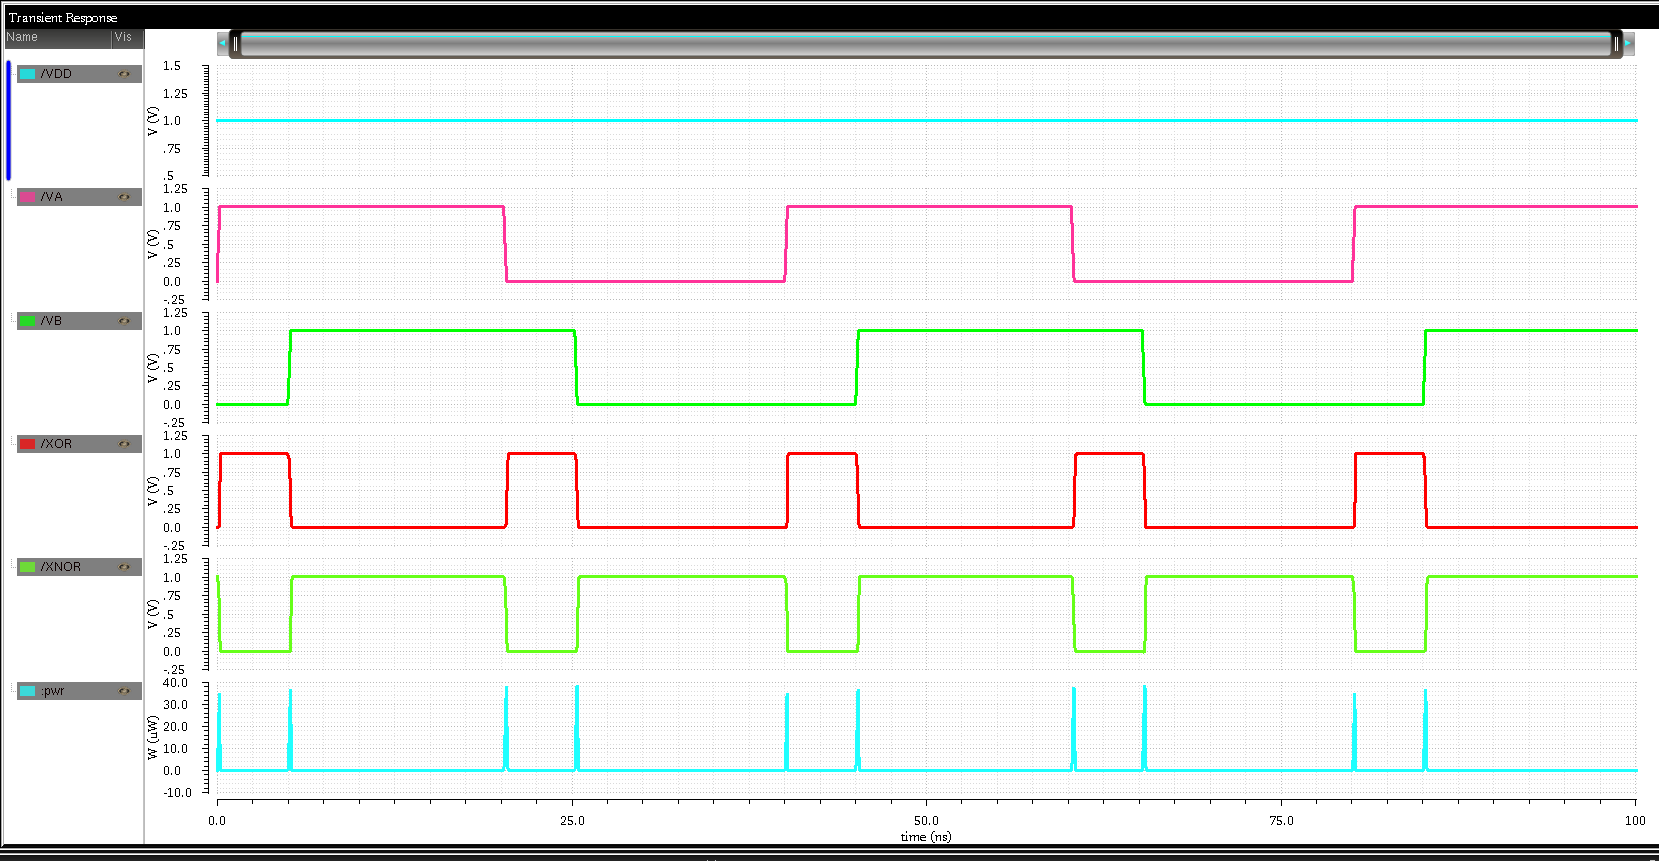 Transient Response
Name Vis
/VDD
1.5
1.25
1.0
.75
.5
V (V)
/VA
1.25
1.0
.75
.5
.25
0.0
-.25
V (V)
/VB
1.25
1.0
.75
.5
.25
0.0
-.25
V (V)
/XOR
1.25
1.0
.75
.5
.25
0.0
-.25
V (V)
/XNOR
1.25
1.0
.75
.5
.25
0.0
-.25
V (V)
:pwr
40.0
30.0
20.0
10.0
0.0
-10.0
W (uW)
0.0 25.0 50.0 75.0 100
time (ns)